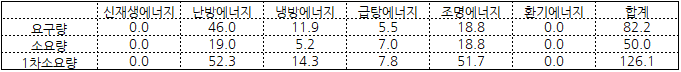 신재생에너지 난방에너지 냉방에너지 급탕에너지 조명에너지 환기에너지 합계
요구량 0.0 46.0 11.9 5.5 18.8 0.0 82.2
소요량 0.0 19.0 5.2 7.0 18.8 0.0 50.0
1차소요량 0.0 52.3 14.3 7.8 51.7 0.0 126.1